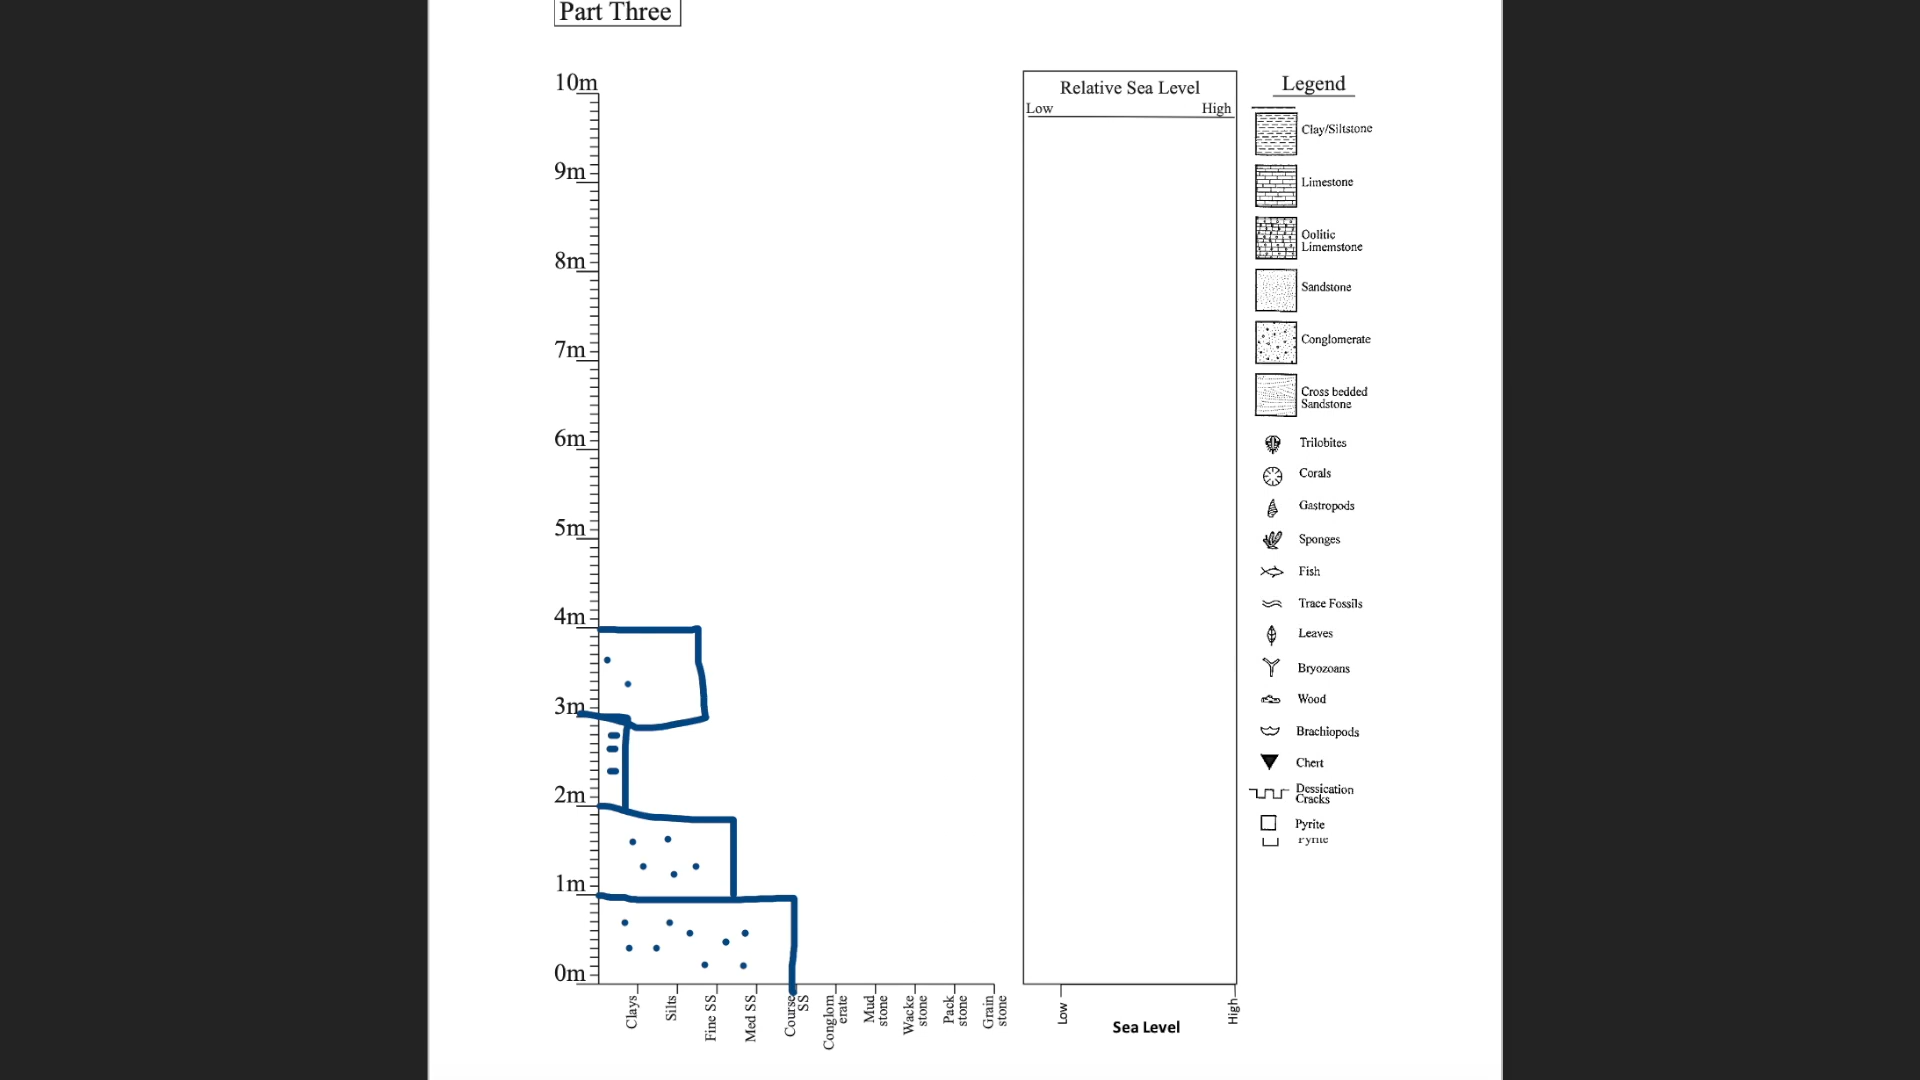 Part Three
10m
9m
8m
7m
6m
5m
4m
3m
2m
1m
0m
Clays
Silts
Fine SS
Med SS
Course
SS
Conglom
erate
Mud
stone
Wacke
stone
Pack
stone
Grain
stone
Relative Sea Level
Low High
Low
High
Sea Level
Legend
Clay/Siltstone
Limestone
Oolitic
Limemstone
Sandstone
Conglomerate
Cross bedded
Sandstone
Trilobites
Corals
Gastropods
Sponges
Fish
Trace Fossils
Leaves
Bryozoans
Wood
Brachiopods
Chert
Dessication
Cracks
Pyrite
Pyrite